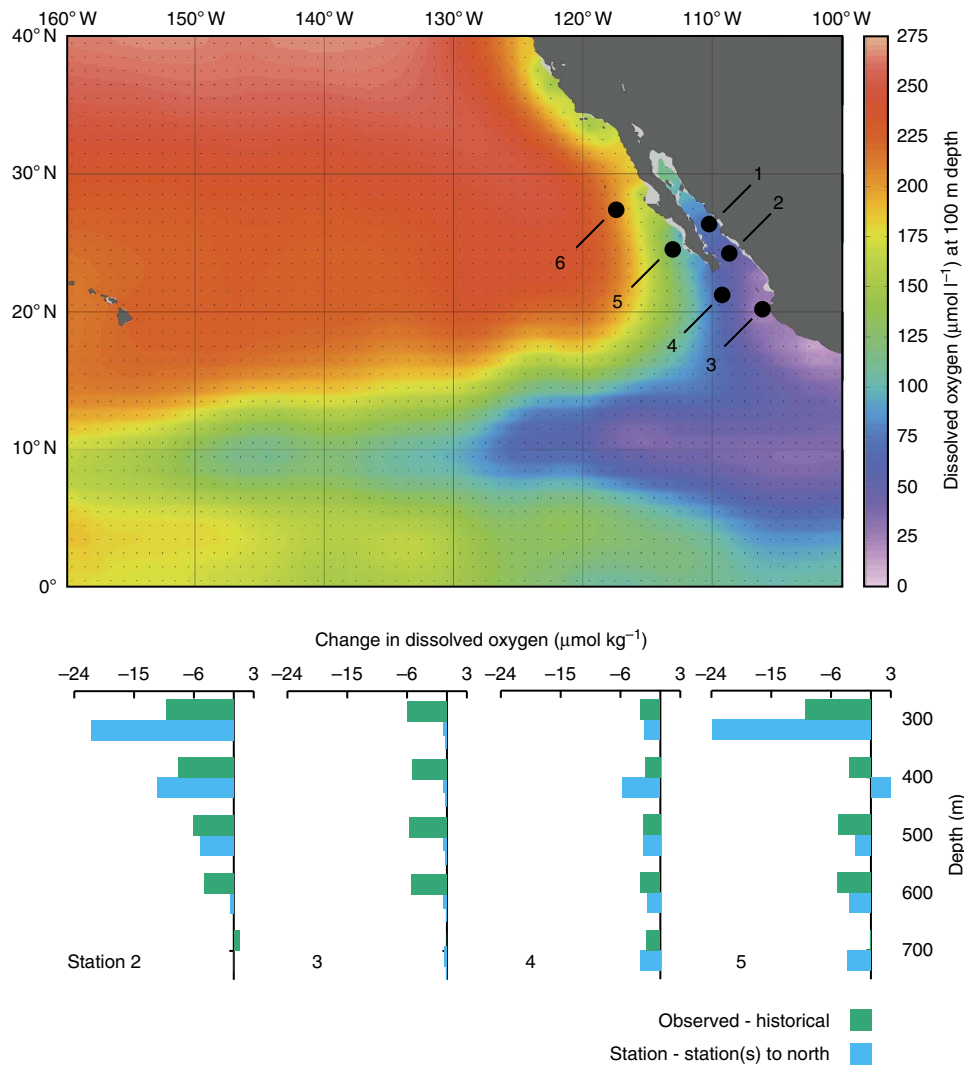 160° W 150° W 140° W 130° W 120° W 110° W 100° W
40° N
30° N
20° N
10° N
0°
1
2
6
5
4
3
275
250
225
200
175
150
125
100
75
50
25
0
Dissolved oxygen (μmol l⁻¹) at 100 m depth
Change in dissolved oxygen (μmol kg⁻¹)
−24 −15 −6 3 −24 −15 −6 3 −24 −15 −6 3 −24 −15 −6 3
300
400
500
600
700
Depth (m)
Station 2 3 4 5
Observed - historical
Station - station(s) to north